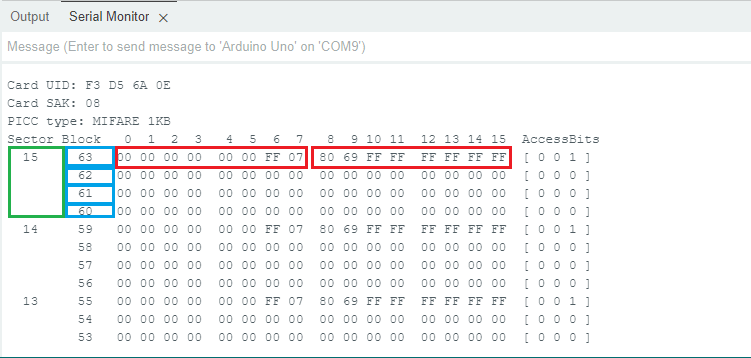 Output Serial Monitor ×
Message (Enter to send message to 'Arduino Uno' on 'COM9')
Card UID: F3 D5 6A 0E
Card SAK: 08
PICC type: MIFARE 1KB
Sector Block 0 1 2 3 4 5 6 7 8 9 10 11 12 13 14 15 AccessBits
15 63 00 00 00 00 00 00 FF 07 80 69 FF FF FF FF FF FF [ 0 0 1 ]
62 00 00 00 00 00 00 00 00 00 00 00 00 00 00 00 00 [ 0 0 0 ]
61 00 00 00 00 00 00 00 00 00 00 00 00 00 00 00 00 [ 0 0 0 ]
60 00 00 00 00 00 00 00 00 00 00 00 00 00 00 00 00 [ 0 0 0 ]
14 59 00 00 00 00 00 00 FF 07 80 69 FF FF FF FF FF FF [ 0 0 1 ]
58 00 00 00 00 00 00 00 00 00 00 00 00 00 00 00 00 [ 0 0 0 ]
57 00 00 00 00 00 00 00 00 00 00 00 00 00 00 00 00 [ 0 0 0 ]
56 00 00 00 00 00 00 00 00 00 00 00 00 00 00 00 00 [ 0 0 0 ]
13 55 00 00 00 00 00 00 FF 07 80 69 FF FF FF FF FF FF [ 0 0 1 ]
54 00 00 00 00 00 00 00 00 00 00 00 00 00 00 00 00 [ 0 0 0 ]
53 00 00 00 00 00 00 00 00 00 00 00 00 00 00 00 00 [ 0 0 0 ]